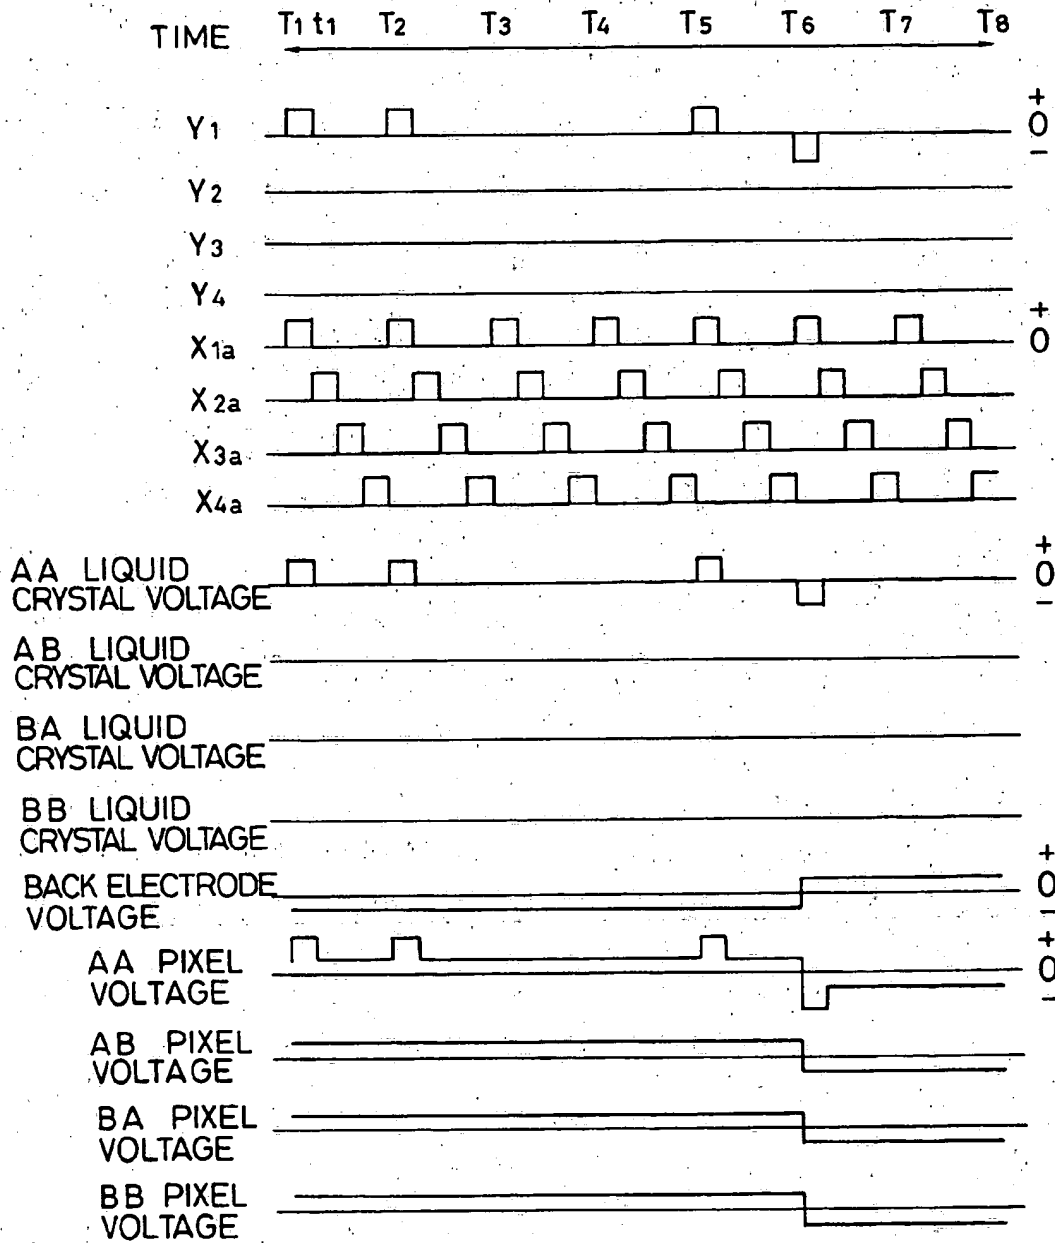 TIME T1 t1 T2 T3 T4 T5 T6 T7 T8
Y1
+
0
−
Y2
Y3
Y4
X1a
+
0
X2a
X3a
X4a
AA LIQUID
CRYSTAL VOLTAGE
+
0
−
AB LIQUID
CRYSTAL VOLTAGE
BA LIQUID
CRYSTAL VOLTAGE
BB LIQUID
CRYSTAL VOLTAGE
BACK ELECTRODE
VOLTAGE
+
0
−
AA PIXEL
VOLTAGE
+
0
−
AB PIXEL
VOLTAGE
BA PIXEL
VOLTAGE
BB PIXEL
VOLTAGE